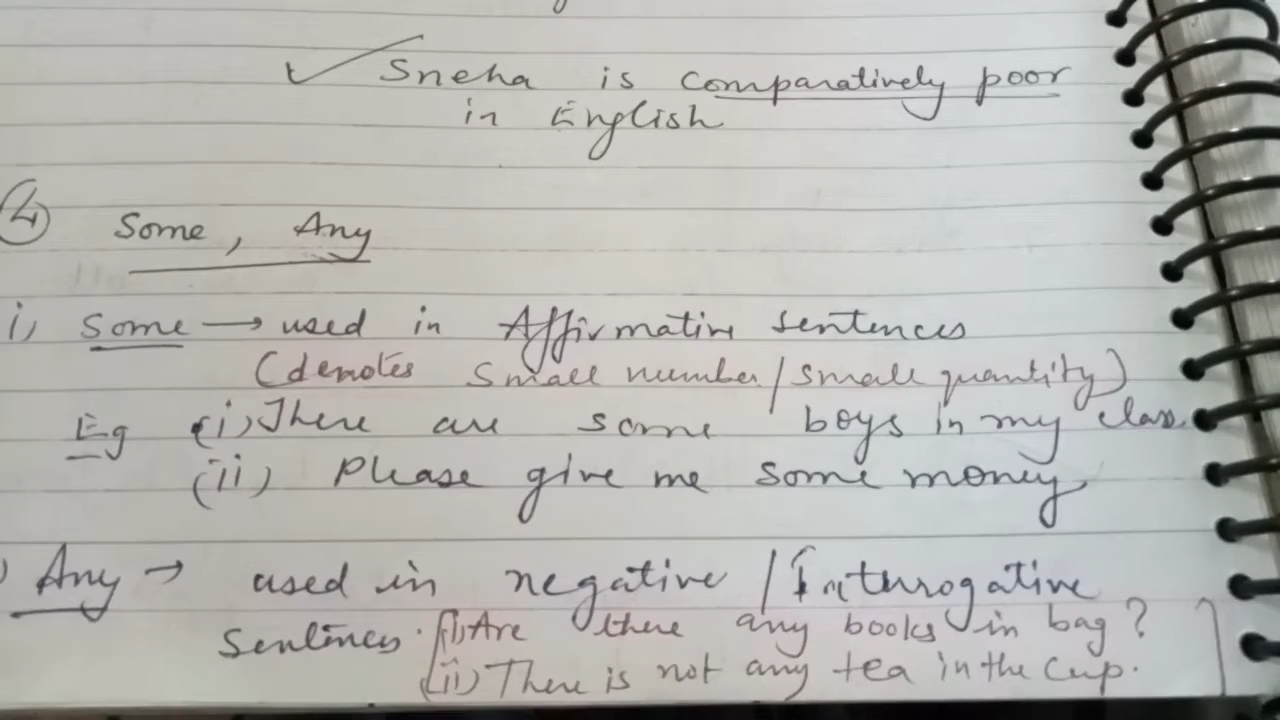 Sneha is comparatively poor
in English
④ Some, Any
i) Some → used in Affirmative sentences
(denotes small number/small quantity)
Eg (i) There are some boys in my class
(ii) Please give me some money
) Any → used in negative/Interrogative
sentences. (i) Are there any books in bag?
(ii) There is not any tea in the cup.